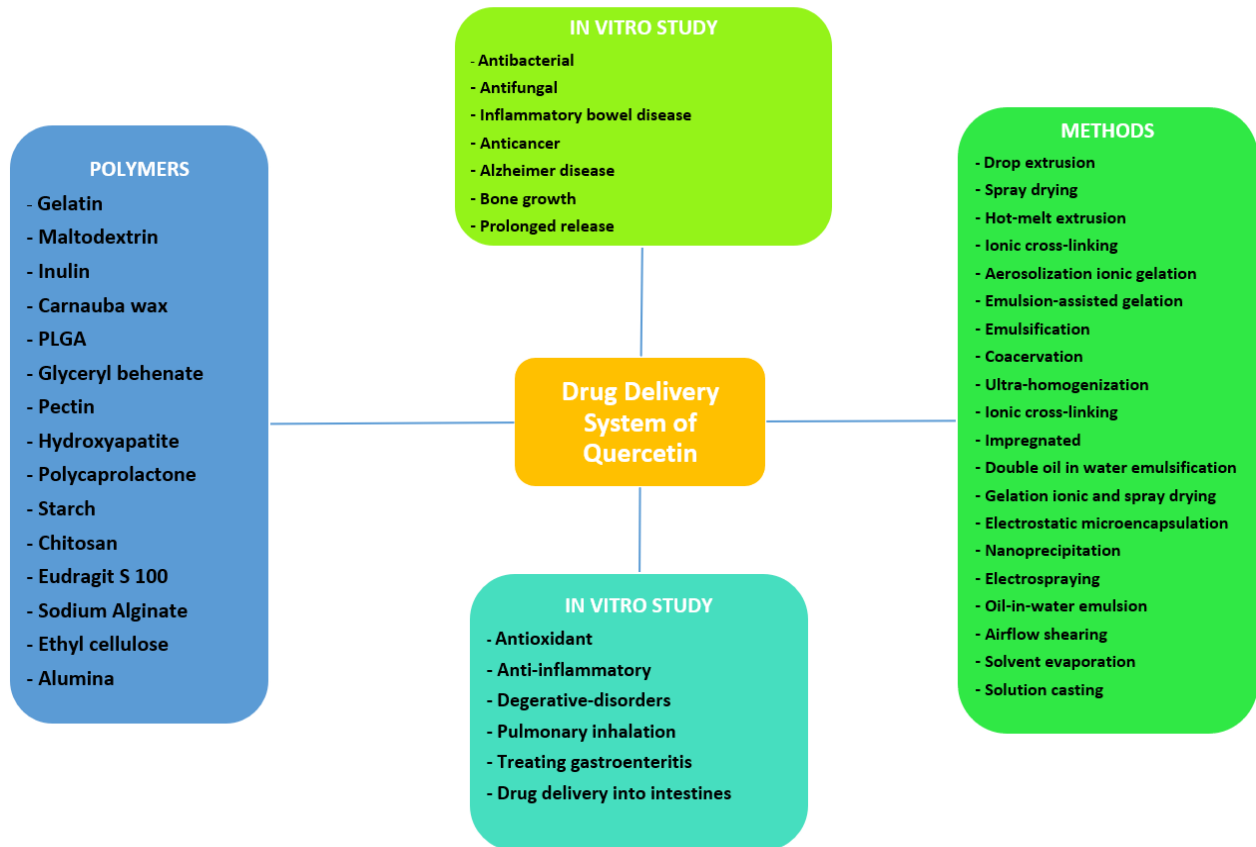 IN VITRO STUDY
- Antibacterial
- Antifungal
- Inflammatory bowel disease
- Anticancer
- Alzheimer disease
- Bone growth
- Prolonged release
POLYMERS
- Gelatin
- Maltodextrin
- Inulin
- Carnauba wax
- PLGA
- Glyceryl behenate
- Pectin
- Hydroxyapatite
- Polycaprolactone
- Starch
- Chitosan
- Eudragit S 100
- Sodium Alginate
- Ethyl cellulose
- Alumina
Drug Delivery
System of
Quercetin
METHODS
- Drop extrusion
- Spray drying
- Hot-melt extrusion
- Ionic cross-linking
- Aerosolization ionic gelation
- Emulsion-assisted gelation
- Emulsification
- Coacervation
- Ultra-homogenization
- Ionic cross-linking
- Impregnated
- Double oil in water emulsification
- Gelation ionic and spray drying
- Electrostatic microencapsulation
- Nanoprecipitation
- Electrospraying
- Oil-in-water emulsion
- Airflow shearing
- Solvent evaporation
- Solution casting
IN VITRO STUDY
- Antioxidant
- Anti-inflammatory
- Degerative-disorders
- Pulmonary inhalation
- Treating gastroenteritis
- Drug delivery into intestines